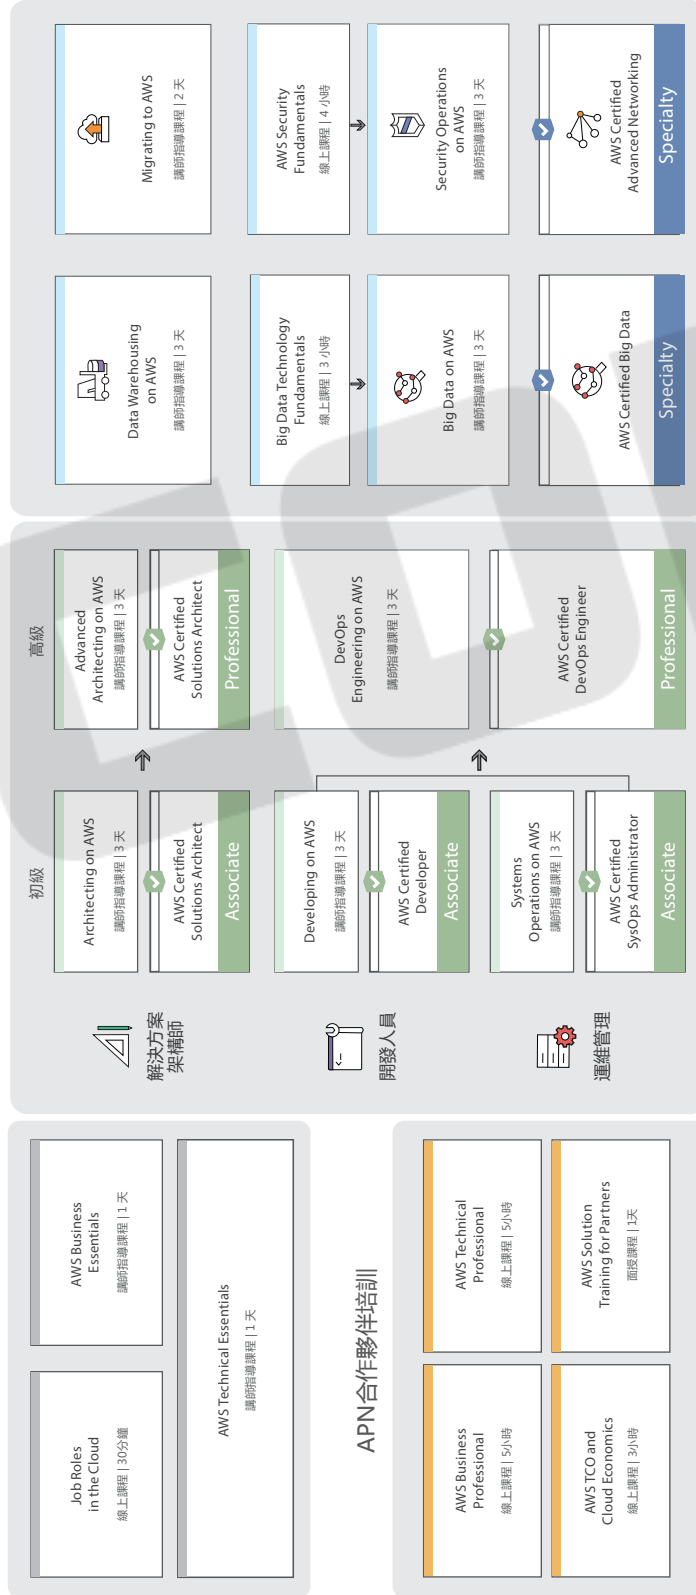 Job Roles
in the Cloud
線上課程 | 30分鐘
AWS Business
Essentials
講師指導課程 | 1 天
AWS Technical Essentials
講師指導課程 | 1 天
APN合作夥伴培訓
AWS Business
Professional
線上課程 | 5小時
AWS Technical
Professional
線上課程 | 5小時
AWS TCO and
Cloud Economics
線上課程 | 3小時
AWS Solution
Training for Partners
面授課程 | 1天
初級
高級
解決方案
架構師
Architecting on AWS
講師指導課程 | 3 天
AWS Certified
Solutions Architect
Associate
Advanced
Architecting on AWS
講師指導課程 | 3 天
AWS Certified
Solutions Architect
Professional
開發人員
Developing on AWS
講師指導課程 | 3 天
AWS Certified
Developer
Associate
運維管理
Systems
Operations on AWS
講師指導課程 | 3 天
AWS Certified
SysOps Administrator
Associate
DevOps
Engineering on AWS
講師指導課程 | 3 天
AWS Certified
DevOps Engineer
Professional
Data Warehousing
on AWS
講師指導課程 | 3 天
Migrating to AWS
講師指導課程 | 2 天
Big Data Technology
Fundamentals
線上課程 | 3 小時
AWS Security
Fundamentals
線上課程 | 4 小時
Big Data on AWS
講師指導課程 | 3 天
Security Operations
on AWS
講師指導課程 | 3 天
AWS Certified Big Data
Specialty
AWS Certified
Advanced Networking
Specialty